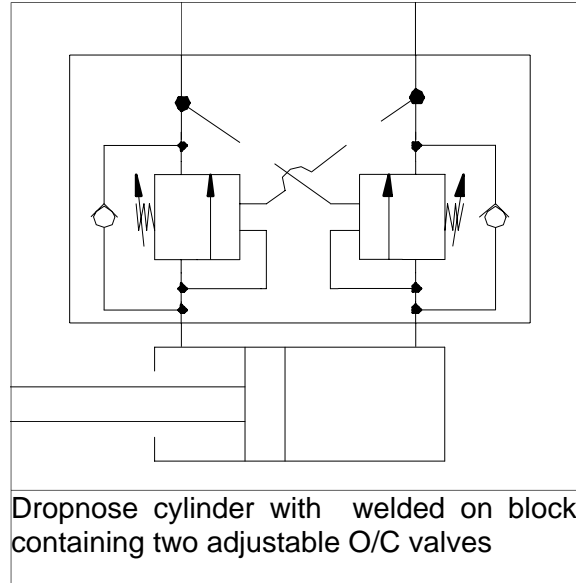 Dropnose cylinder with welded on block
containing two adjustable O/C valves